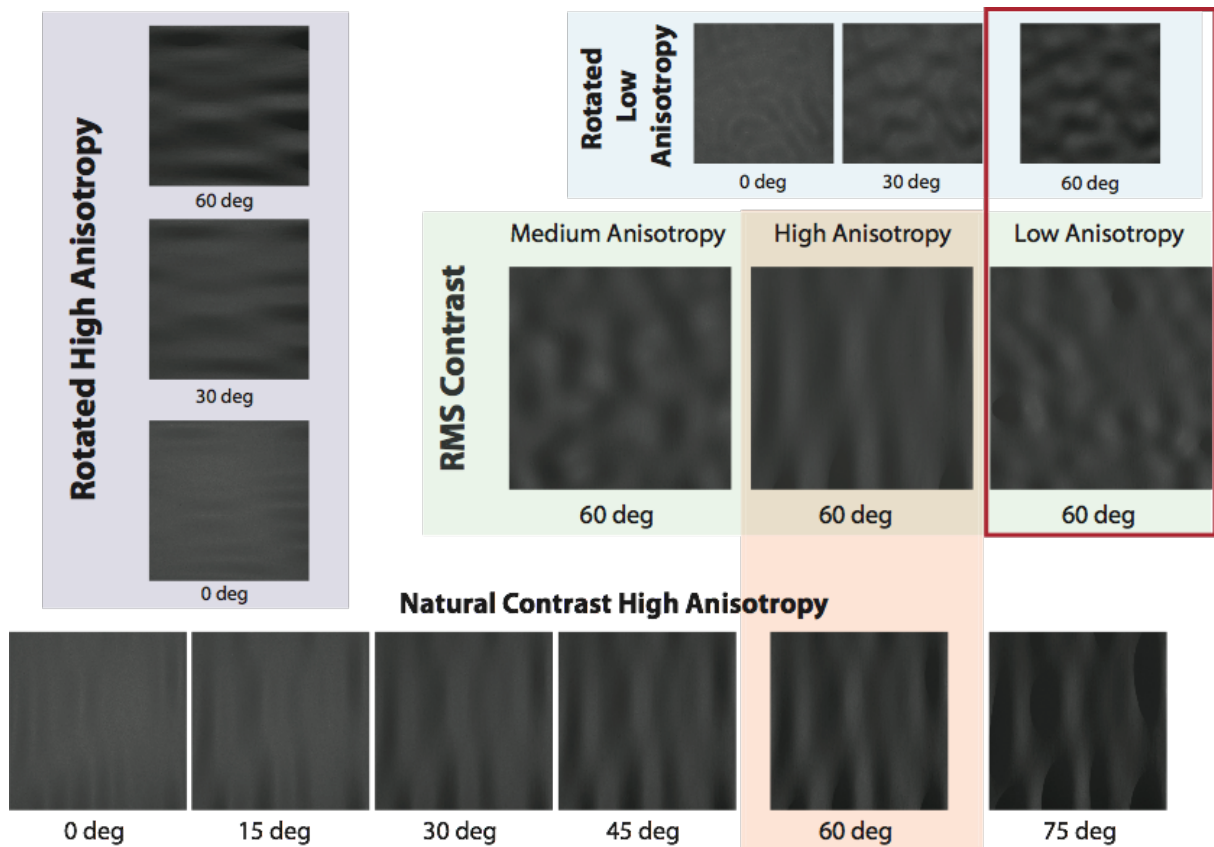 Rotated High Anisotropy
60 deg
30 deg
0 deg
Rotated
Low
Anisotropy
0 deg
30 deg
60 deg
RMS Contrast
Medium Anisotropy
High Anisotropy
Low Anisotropy
60 deg
60 deg
60 deg
Natural Contrast High Anisotropy
0 deg
15 deg
30 deg
45 deg
60 deg
75 deg